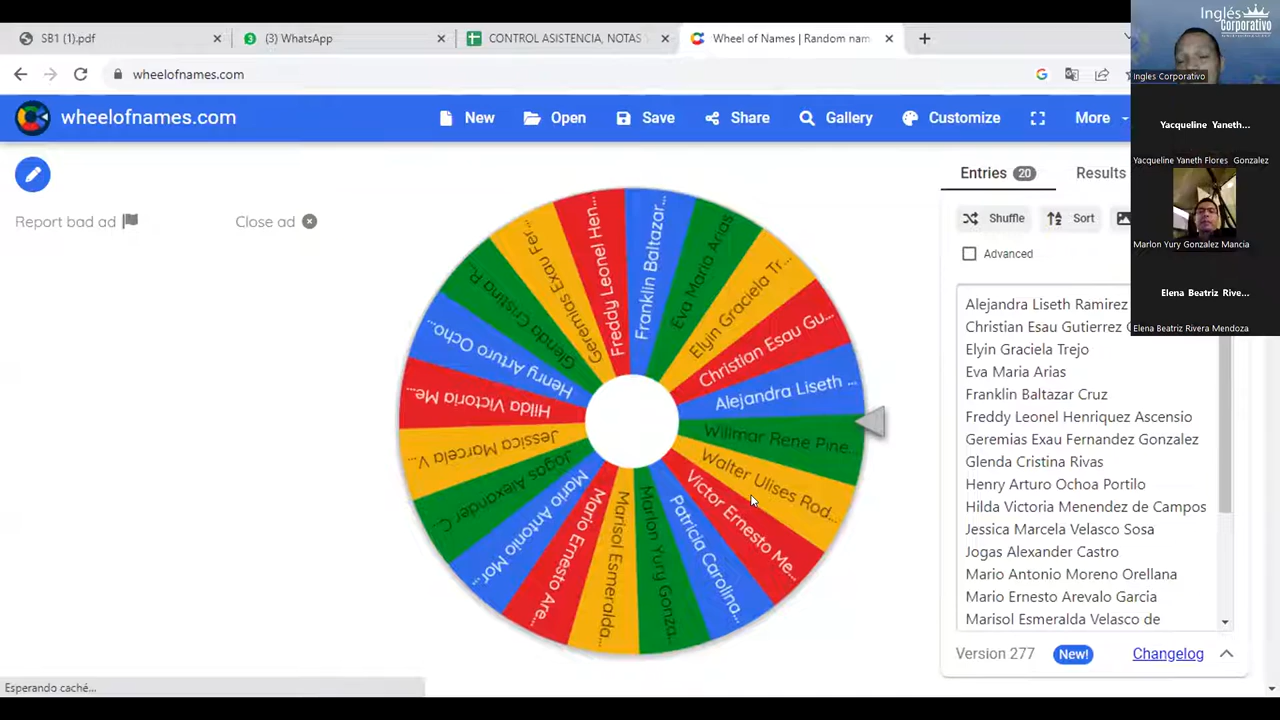 SB1 (1).pdf
(3) WhatsApp
CONTROL ASISTENCIA, NOTAS
Wheel of Names | Random nam
wheelofnames.com
wheelofnames.com
New
Open
Save
Share
Gallery
Customize
More
Report bad ad
Close ad
Entries 20
Results
Shuffle
Sort
Advanced
Alejandra Liseth Ramirez
Christian Esau Gutierrez
Elyin Graciela Trejo
Eva Maria Arias
Franklin Baltazar Cruz
Freddy Leonel Henriquez Ascensio
Geremias Exau Fernandez Gonzalez
Glenda Cristina Rivas
Henry Arturo Ochoa Portilo
Hilda Victoria Menendez de Campos
Jessica Marcela Velasco Sosa
Jogas Alexander Castro
Mario Antonio Moreno Orellana
Mario Ernesto Arevalo Garcia
Marisol Esmeralda Velasco de
Version 277
New!
Changelog
Alejandra Liseth ...
Christian Esau Gu...
Elyin Graciela Tr...
Eva Maria Arias
Franklin Baltazar...
Freddy Leonel Hen...
Geremias Exau Fer...
Glenda Cristina R...
Henry Arturo Ocho...
Hilda Victoria Me...
Jessica Marcela V...
Jogas Alexander C...
Mario Antonio Mor...
Mario Ernesto Are...
Marisol Esmeralda...
Marlon Yury Gonza...
Patricia Carolina...
Victor Ernesto Me...
Walter Ulises Rod...
Willmar Rene Pine...
Esperando caché...
Inglés
Corporativo
Ingles Corporativo
Yacqueline Yaneth...
Yacqueline Yaneth Flores Gonzalez
Marlon Yury Gonzalez Mancia
Elena Beatriz Rive...
Elena Beatriz Rivera Mendoza